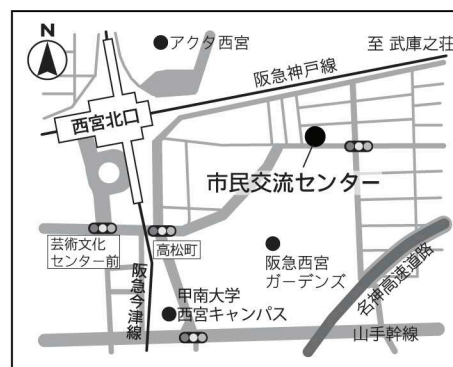 N
アクタ西宮
至 武庫之荘
阪急神戸線
西宮北口
市民交流センター
芸術文化
センター前
高松町
阪急今津線
阪急西宮
ガーデンズ
甲南大学
西宮キャンパス
名神高速道路
山手幹線